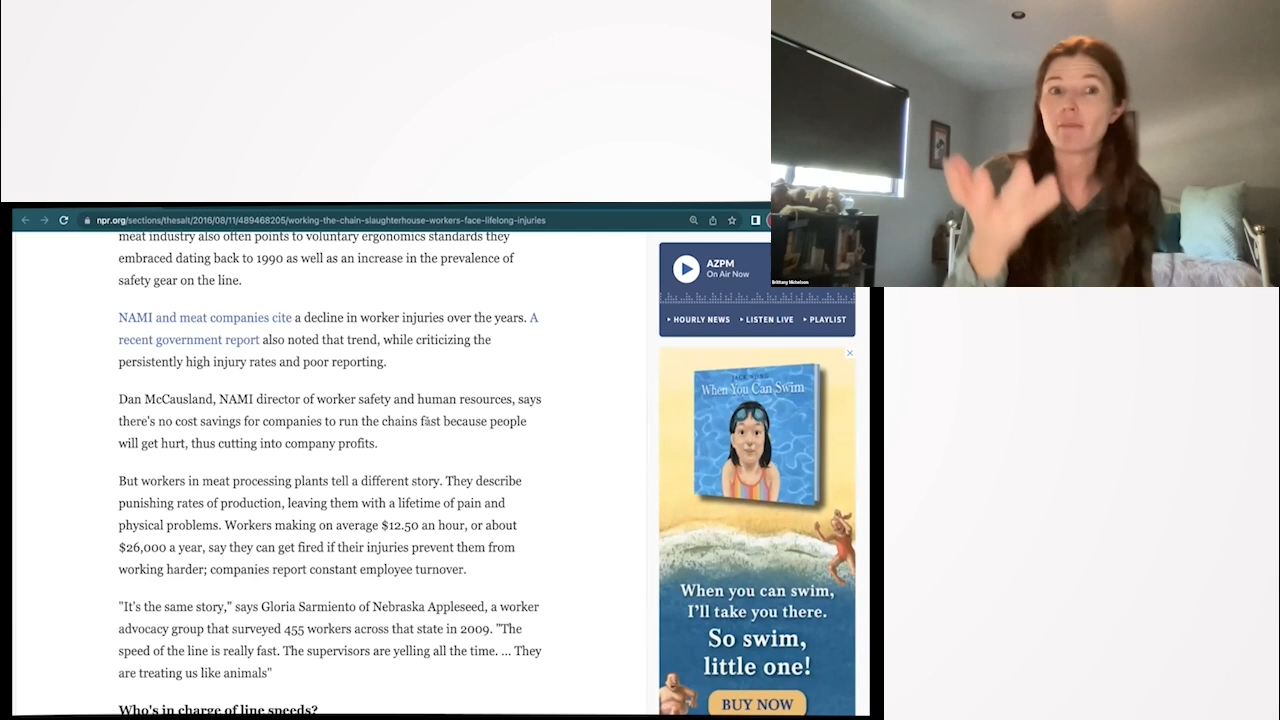 npr.org/sections/thesalt/2016/08/11/489468205/working-the-chain-slaughterhouse-workers-face-lifelong-injuries
meat industry also often points to voluntary ergonomics standards they
embraced dating back to 1990 as well as an increase in the prevalence of
safety gear on the line.
NAMI and meat companies cite a decline in worker injuries over the years. A
recent government report also noted that trend, while criticizing the
persistently high injury rates and poor reporting.
Dan McCausland, NAMI director of worker safety and human resources, says
there's no cost savings for companies to run the chains fast because people
will get hurt, thus cutting into company profits.
But workers in meat processing plants tell a different story. They describe
punishing rates of production, leaving them with a lifetime of pain and
physical problems. Workers making on average $12.50 an hour, or about
$26,000 a year, say they can get fired if their injuries prevent them from
working harder; companies report constant employee turnover.
"It's the same story," says Gloria Sarmiento of Nebraska Appleseed, a worker
advocacy group that surveyed 455 workers across that state in 2009. "The
speed of the line is really fast. The supervisors are yelling all the time. ... They
are treating us like animals"
Who's in charge of line speeds?
AZPM
On Air Now
HOURLY NEWS LISTEN LIVE PLAYLIST
JACK WONG
When You Can Swim
When you can swim,
I'll take you there.
So swim,
little one!
BUY NOW
Brittany Michelson